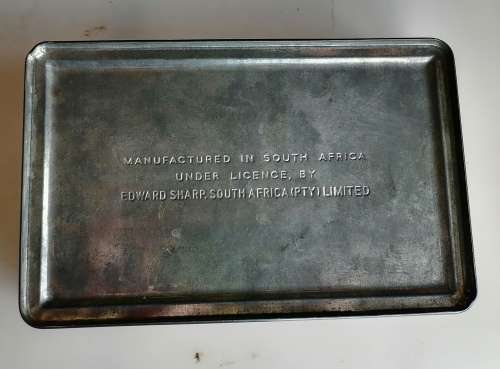 MANUFACTURED IN SOUTH AFRICA
UNDER LICENCE, BY
EDWARD SHARP. SOUTH AFRICA (PTY) LIMITED